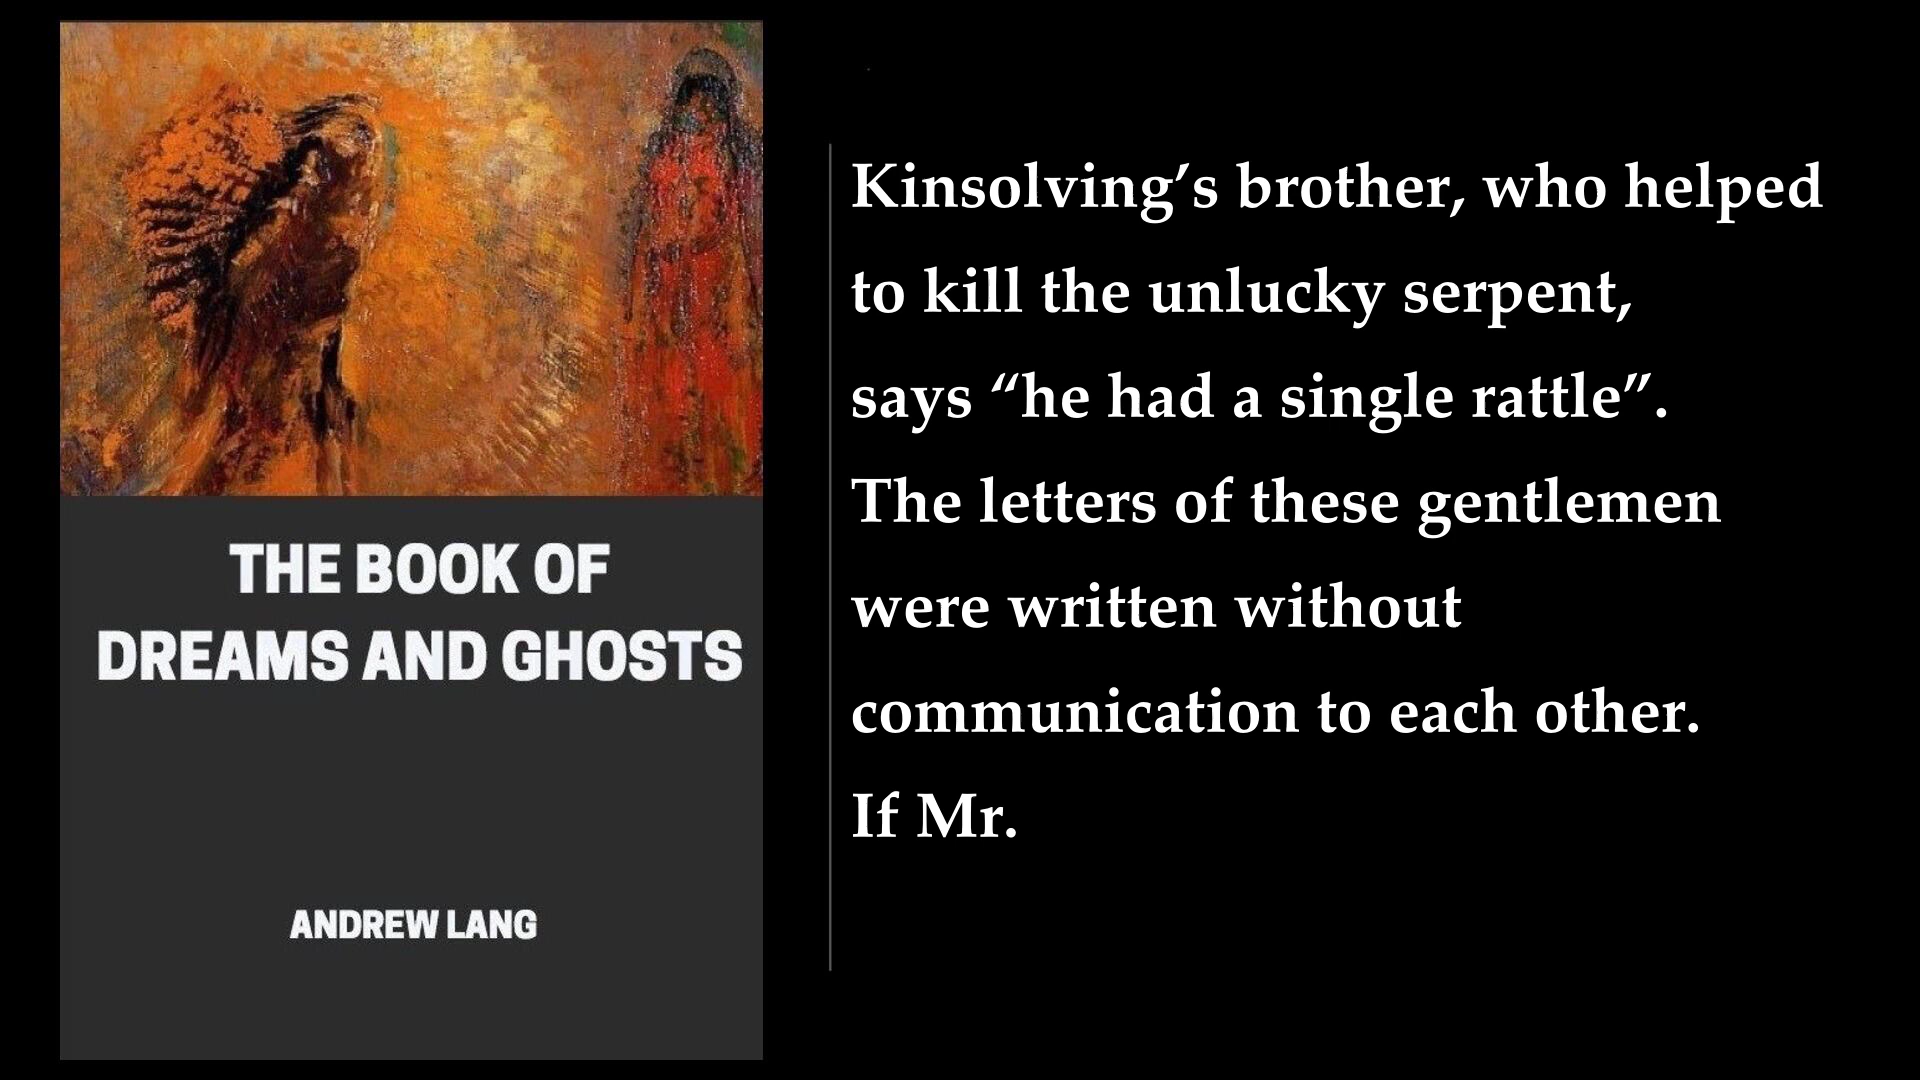 THE BOOK OF
DREAMS AND GHOSTS
ANDREW LANG
Kinsolving’s brother, who helped
to kill the unlucky serpent,
says “he had a single rattle”.
The letters of these gentlemen
were written without
communication to each other.
If Mr.